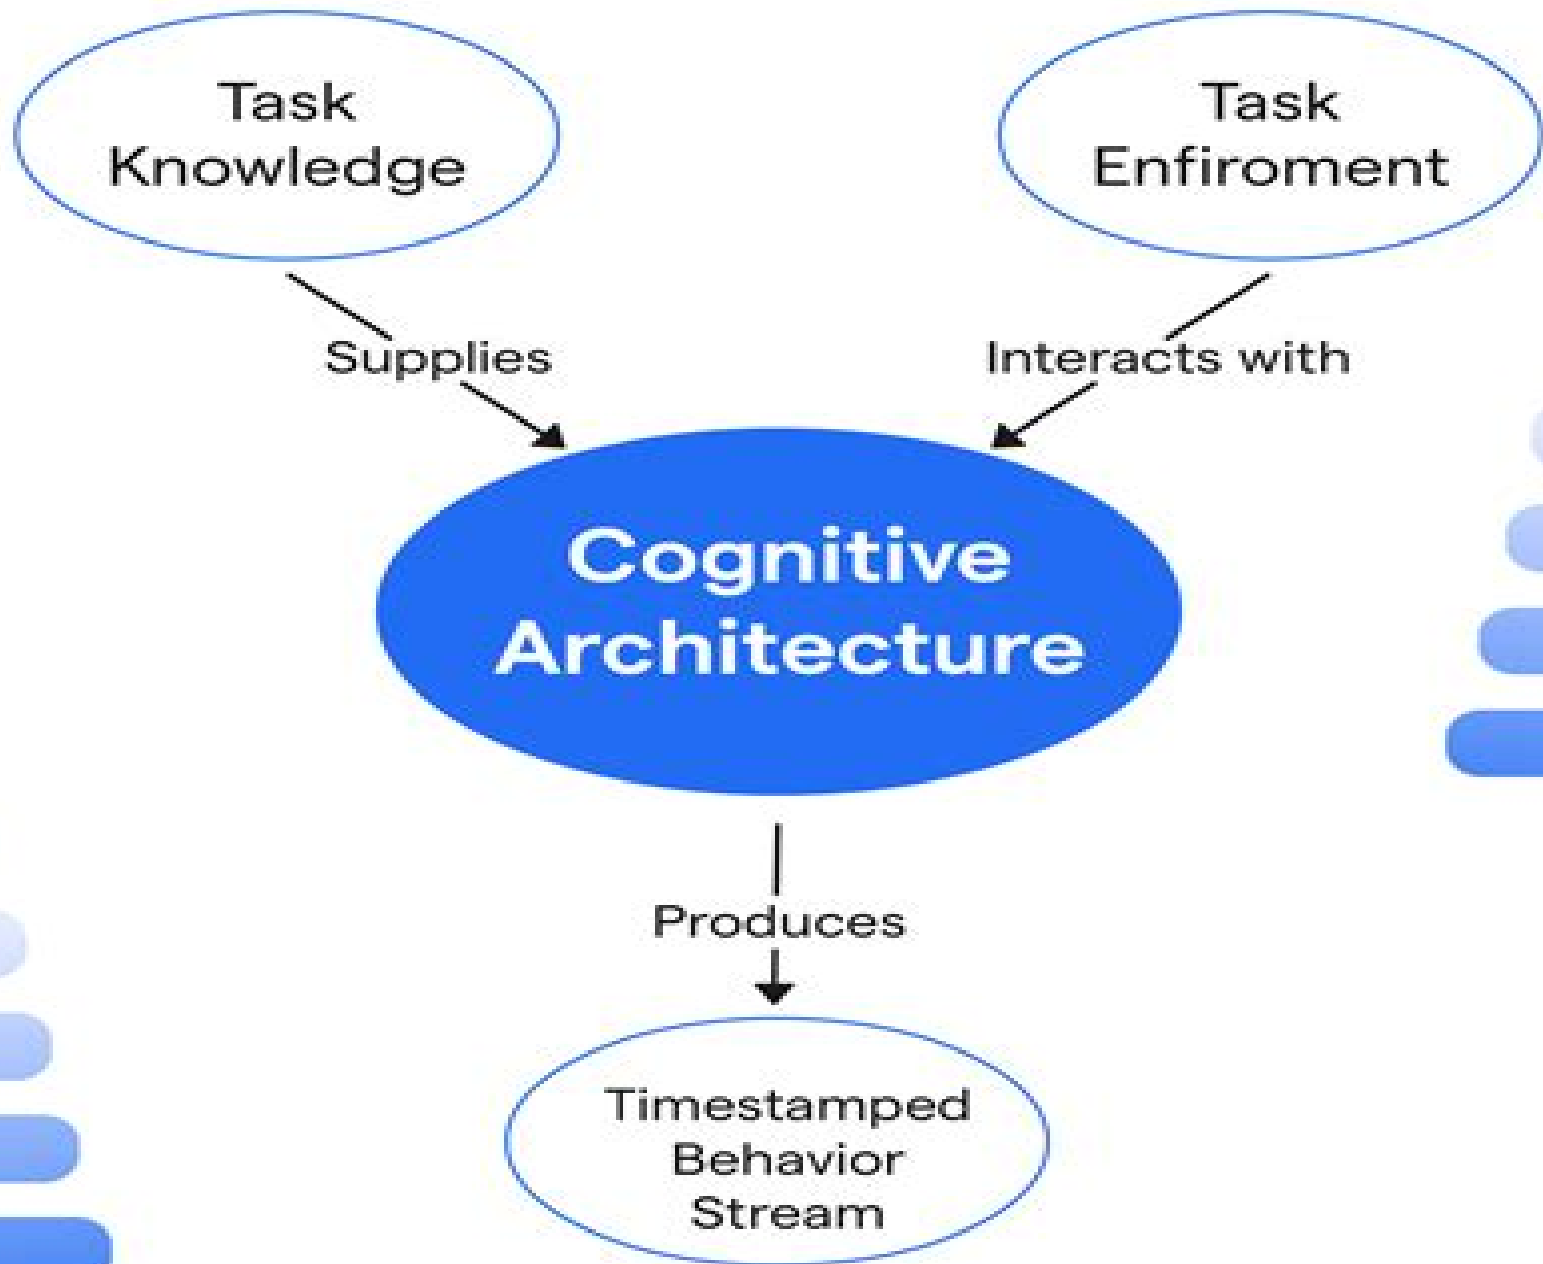 Task
Knowledge
Task
Enfiroment
Supplies
Interacts with
Cognitive
Architecture
Produces
Timestamped
Behavior
Stream